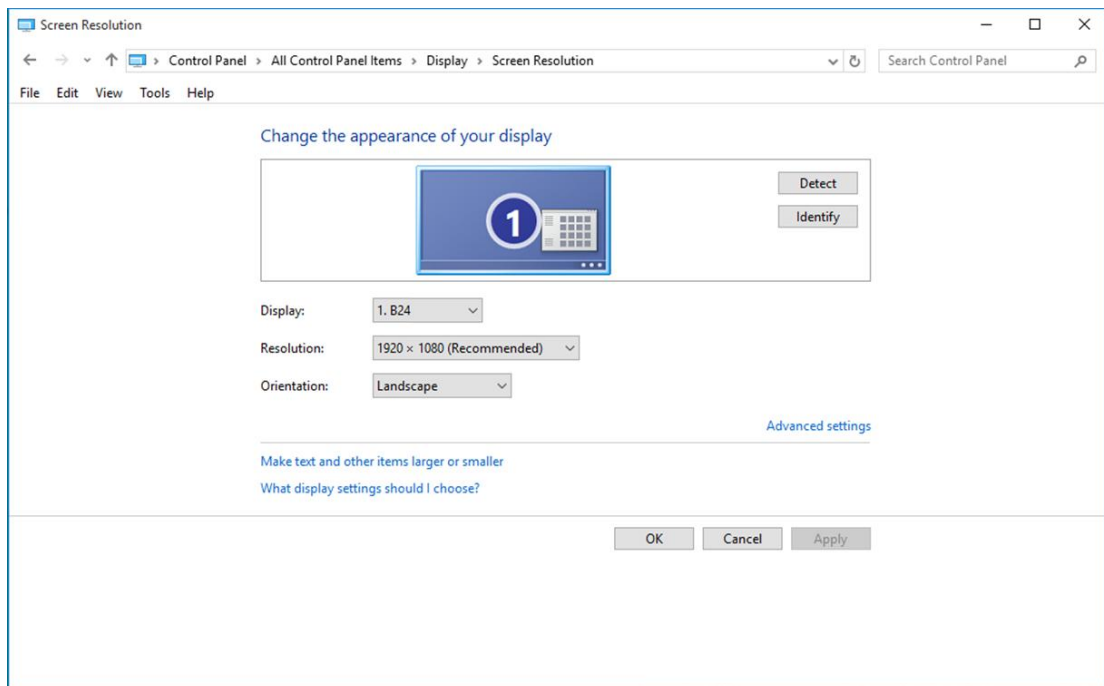 Screen Resolution
Control Panel > All Control Panel Items > Display > Screen Resolution
Search Control Panel
File Edit View Tools Help
Change the appearance of your display
1
Detect
Identify
Display: 1. B24
Resolution: 1920 × 1080 (Recommended)
Orientation: Landscape
Advanced settings
Make text and other items larger or smaller
What display settings should I choose?
OK Cancel Apply